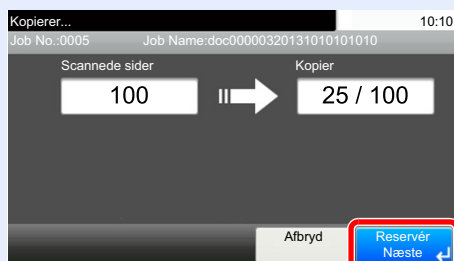 Kopierer... 10:10
Job No.:0005 Job Name:doc00000320131010101010
Scannede sider Kopier
100 25 / 100
Afbryd Reservér
Næste